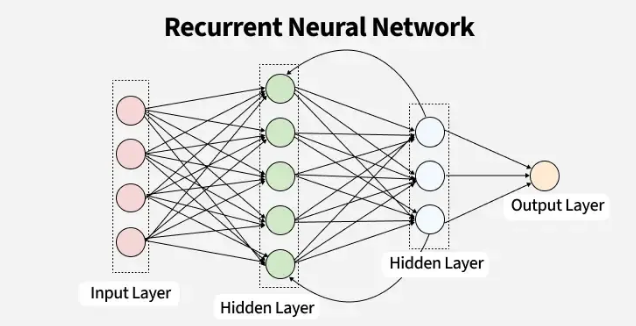 Recurrent Neural Network
Output Layer
Hidden Layer
Input Layer
Hidden Layer